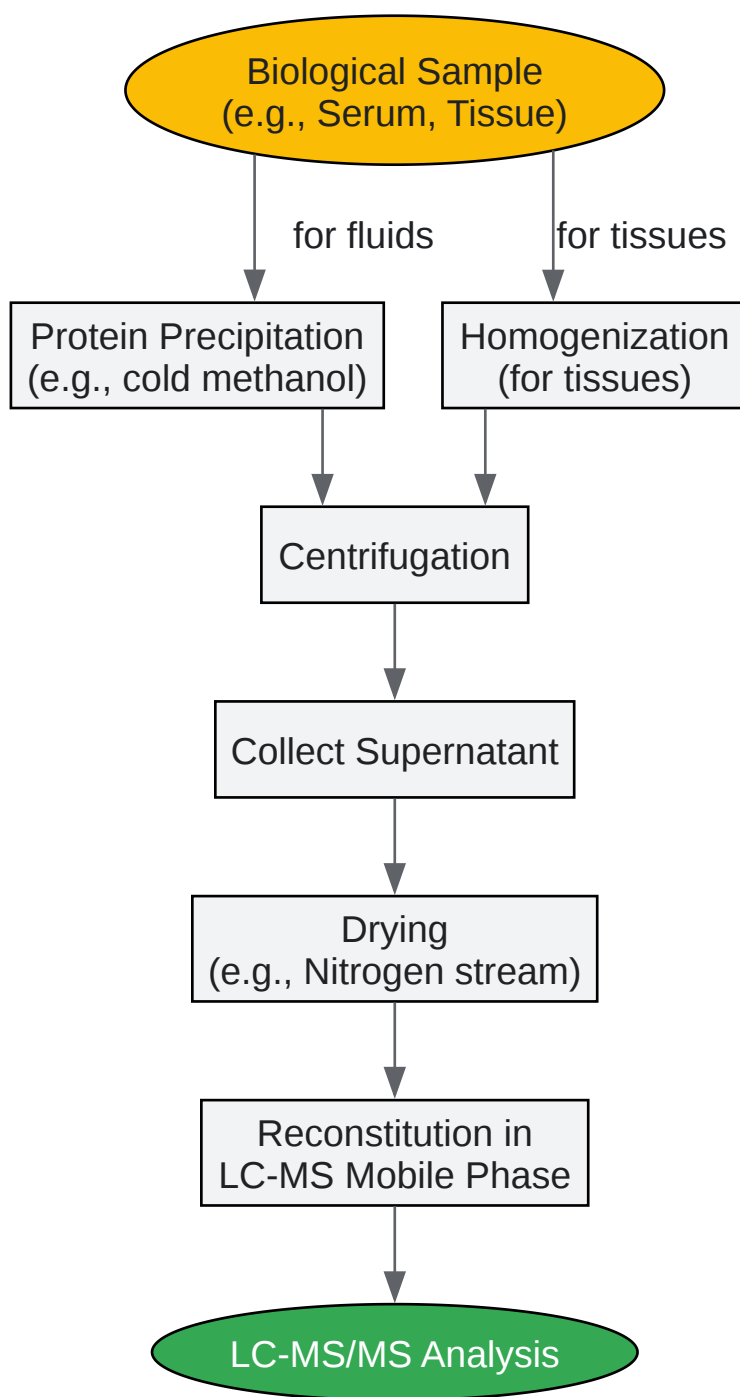 Biological Sample
(e.g., Serum, Tissue)
for fluids
for tissues
Protein Precipitation
(e.g., cold methanol)
Homogenization
(for tissues)
Centrifugation
Collect Supernatant
Drying
(e.g., Nitrogen stream)
Reconstitution in
LC-MS Mobile Phase
LC-MS/MS Analysis